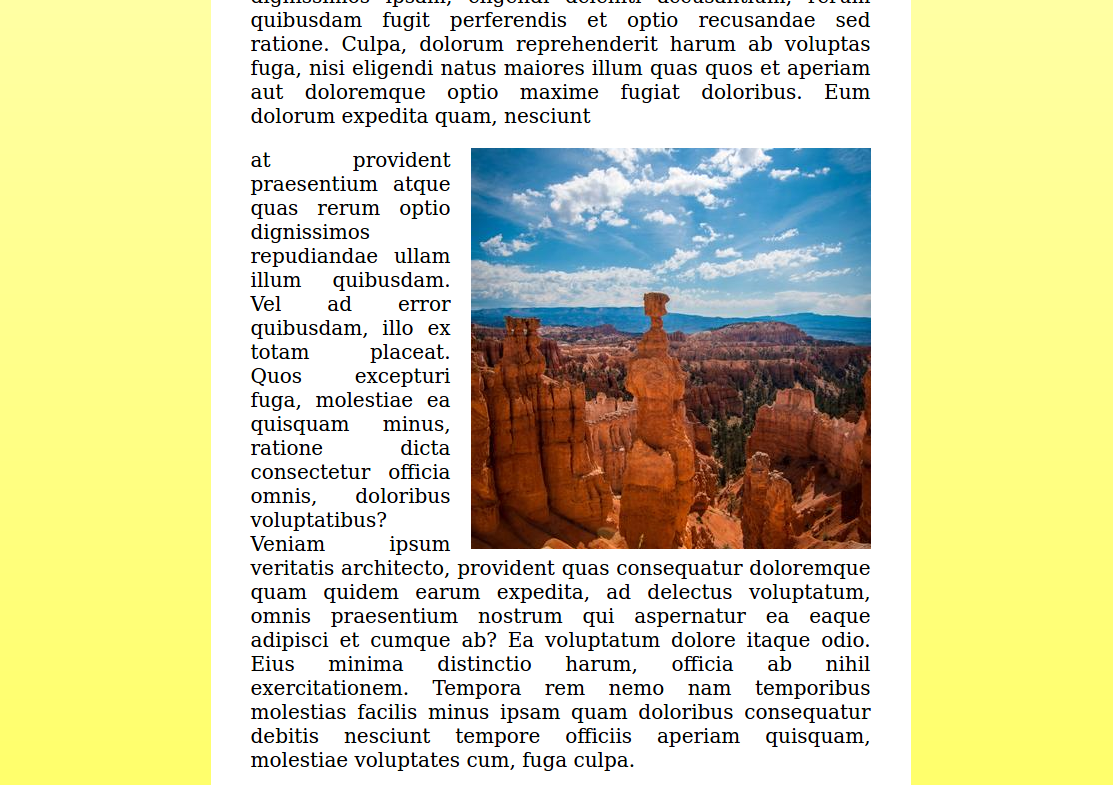 dignissimos ipsam, eligendi deleniti accusantium, rerum
quibusdam fugit perferendis et optio recusandae sed
ratione. Culpa, dolorum reprehenderit harum ab voluptas
fuga, nisi eligendi natus maiores illum quas quos et aperiam
aut doloremque optio maxime fugiat doloribus. Eum
dolorum expedita quam, nesciunt
at provident
praesentium atque
quas rerum optio
dignissimos
repudiandae ullam
illum quibusdam.
Vel ad error
quibusdam, illo ex
totam placeat.
Quos excepturi
fuga, molestiae ea
quisquam minus,
ratione dicta
consectetur officia
omnis, doloribus
voluptatibus?
Veniam ipsum
veritatis architecto, provident quas consequatur doloremque
quam quidem earum expedita, ad delectus voluptatum,
omnis praesentium nostrum qui aspernatur ea eaque
adipisci et cumque ab? Ea voluptatum dolore itaque odio.
Eius minima distinctio harum, officia ab nihil
exercitationem. Tempora rem nemo nam temporibus
molestias facilis minus ipsam quam doloribus consequatur
debitis nesciunt tempore officiis aperiam quisquam,
molestiae voluptates cum, fuga culpa.